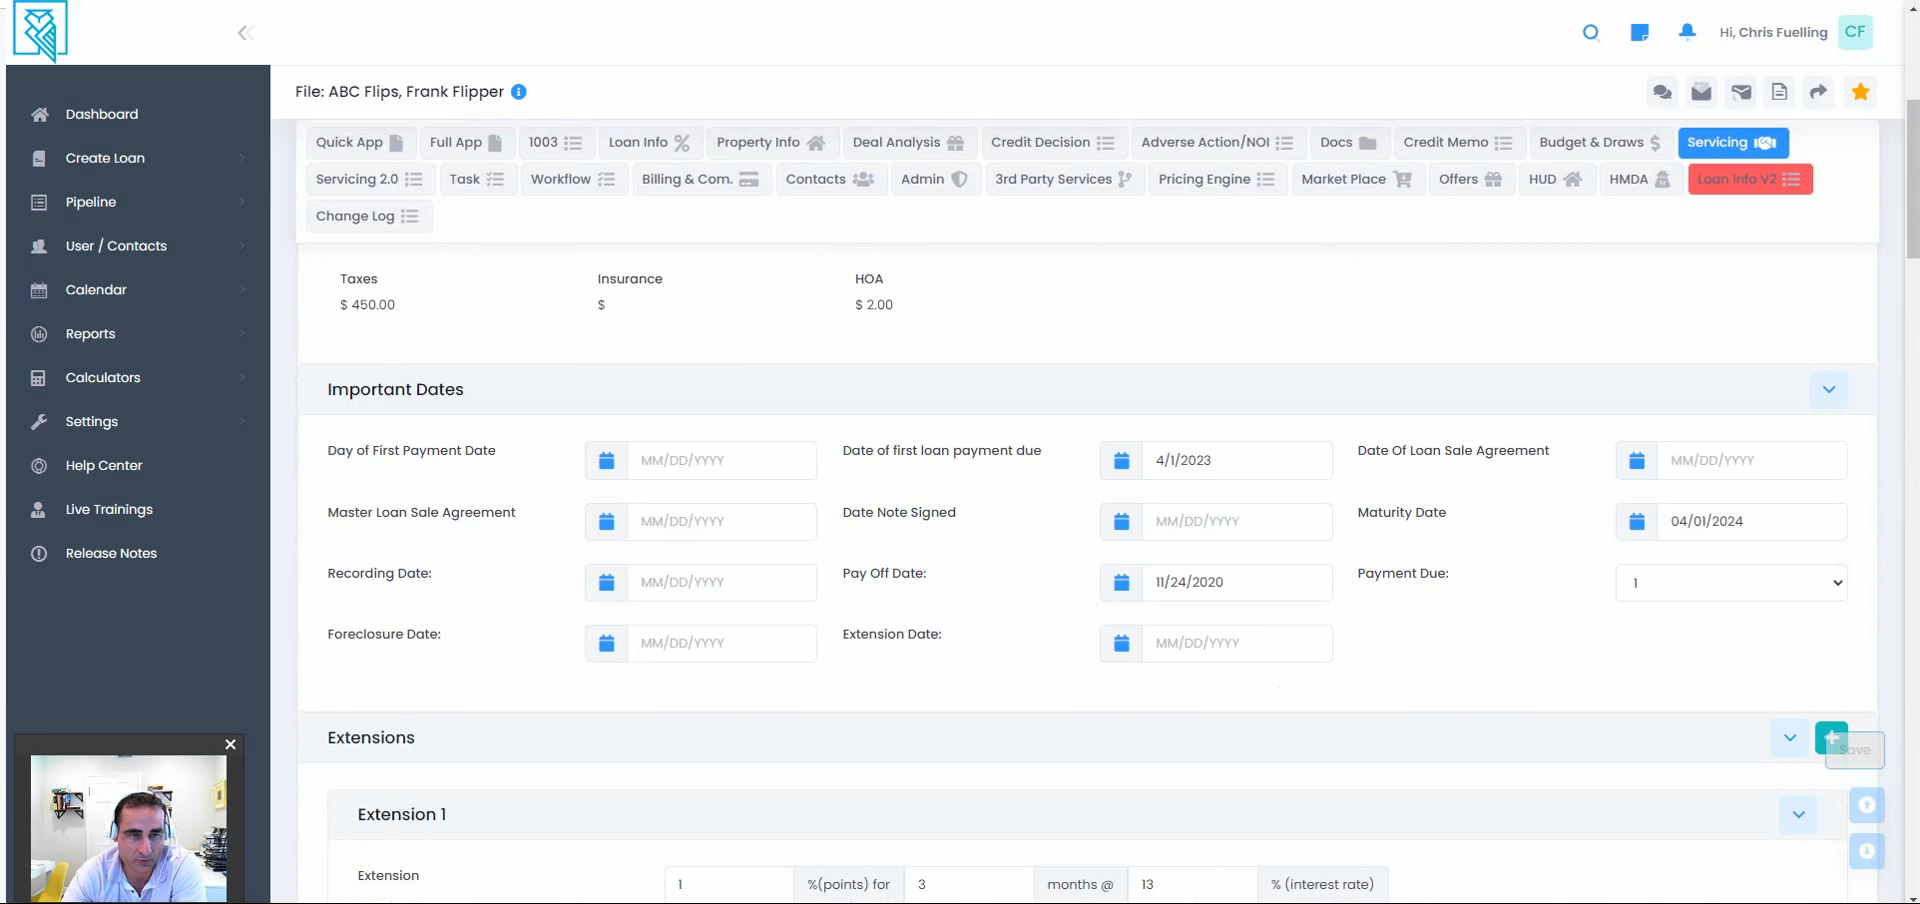 Hi, Chris Fuelling CF
File: ABC Flips, Frank Flipper
Dashboard
Create Loan
Pipeline
User / Contacts
Calendar
Reports
Calculators
Settings
Help Center
Live Trainings
Release Notes
Quick App Full App 1003 Loan Info Property Info Deal Analysis Credit Decision Adverse Action/NOI Docs Credit Memo Budget & Draws Servicing
Servicing 2.0 Task Workflow Billing & Com. Contacts Admin 3rd Party Services Pricing Engine Market Place Offers HUD HMDA Loan Info V2
Change Log
Taxes Insurance HOA
$ 450.00 $ $ 2.00
Important Dates
Day of First Payment Date MM/DD/YYYY Date of first loan payment due 4/1/2023 Date Of Loan Sale Agreement MM/DD/YYYY
Master Loan Sale Agreement MM/DD/YYYY Date Note Signed MM/DD/YYYY Maturity Date 04/01/2024
Recording Date: MM/DD/YYYY Pay Off Date: 11/24/2020 Payment Due: 1
Foreclosure Date: MM/DD/YYYY Extension Date: MM/DD/YYYY
Extensions
Save
Extension 1
Extension 1 %(points) for 3 months @ 13 % (interest rate)